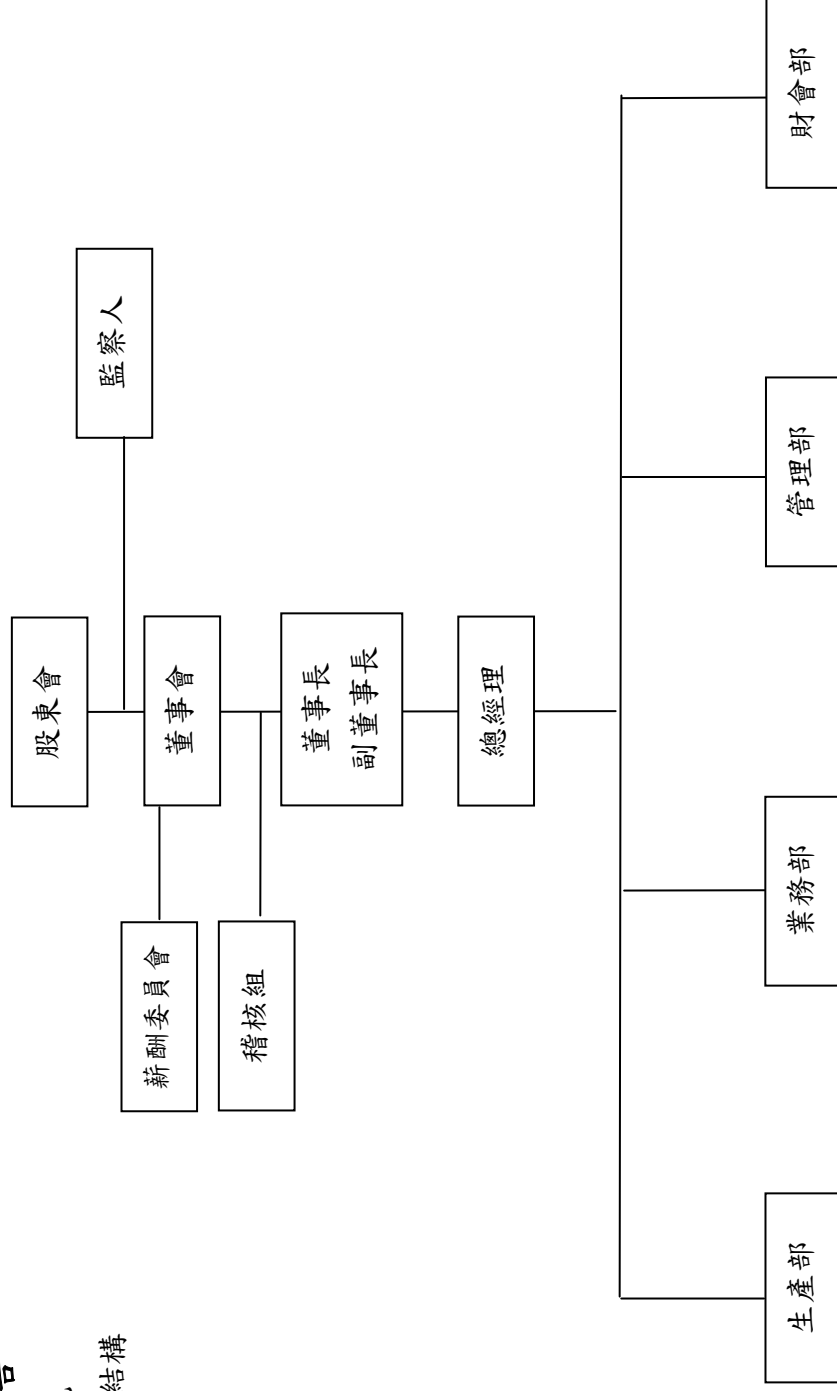 結構
股東會
監察人
董事會
薪酬委員會
稽核組
董事長
副董事長
總經理
生產部
業務部
管理部
財會部